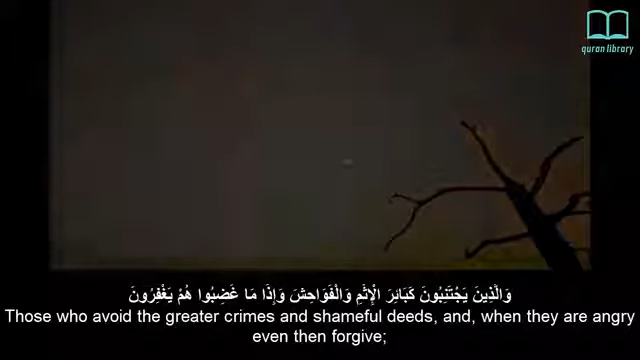 quran library
وَالَّذِينَ يَجْتَنِبُونَ كَبَائِرَ الْإِثْمِ وَالْفَوَاحِشَ وَإِذَا مَا غَضِبُوا هُمْ يَغْفِرُونَ
Those who avoid the greater crimes and shameful deeds, and, when they are angry
even then forgive;